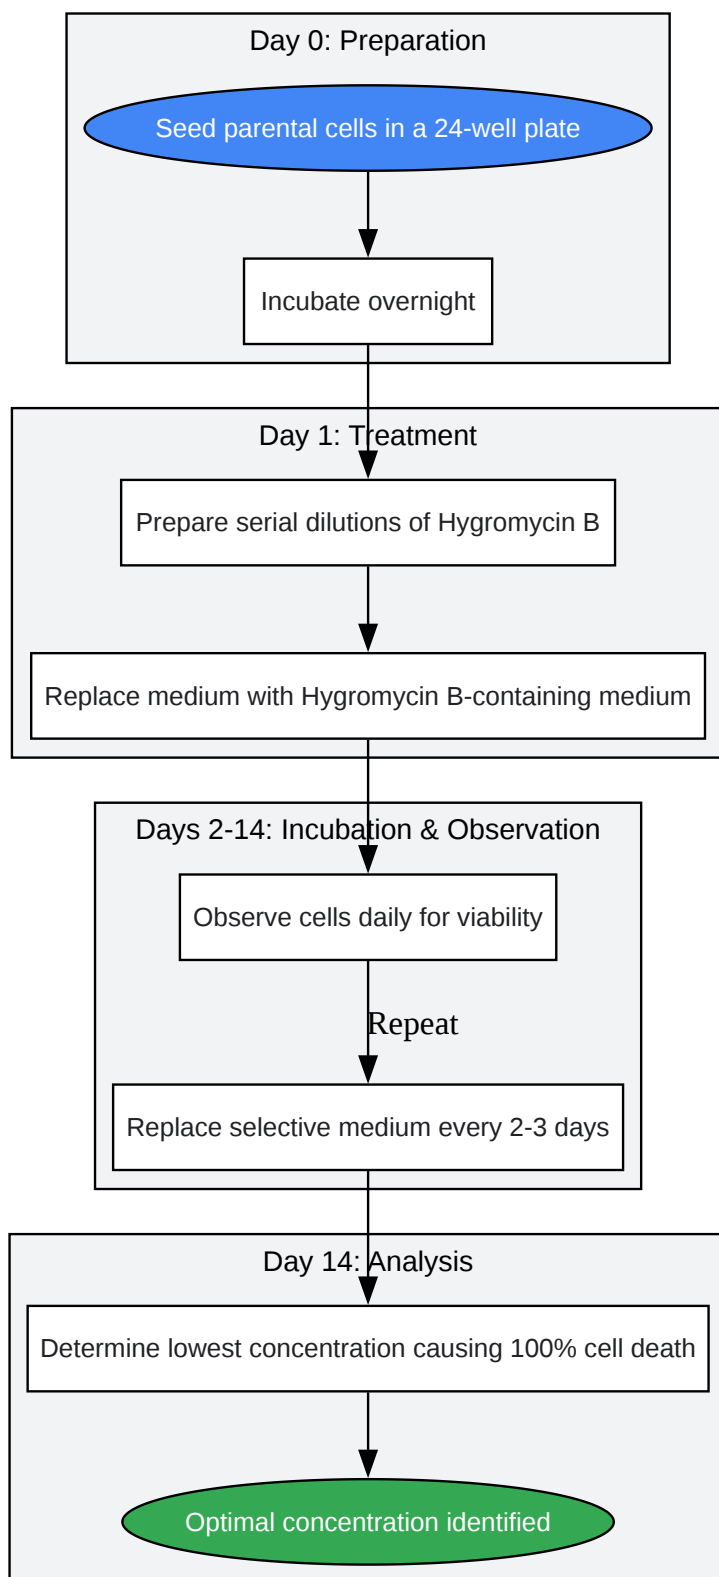 Day 0: Preparation
Seed parental cells in a 24-well plate
Incubate overnight
Day 1: Treatment
Prepare serial dilutions of Hygromycin B
Replace medium with Hygromycin B-containing medium
Days 2-14: Incubation & Observation
Observe cells daily for viability
Repeat
Replace selective medium every 2-3 days
Day 14: Analysis
Determine lowest concentration causing 100% cell death
Optimal concentration identified